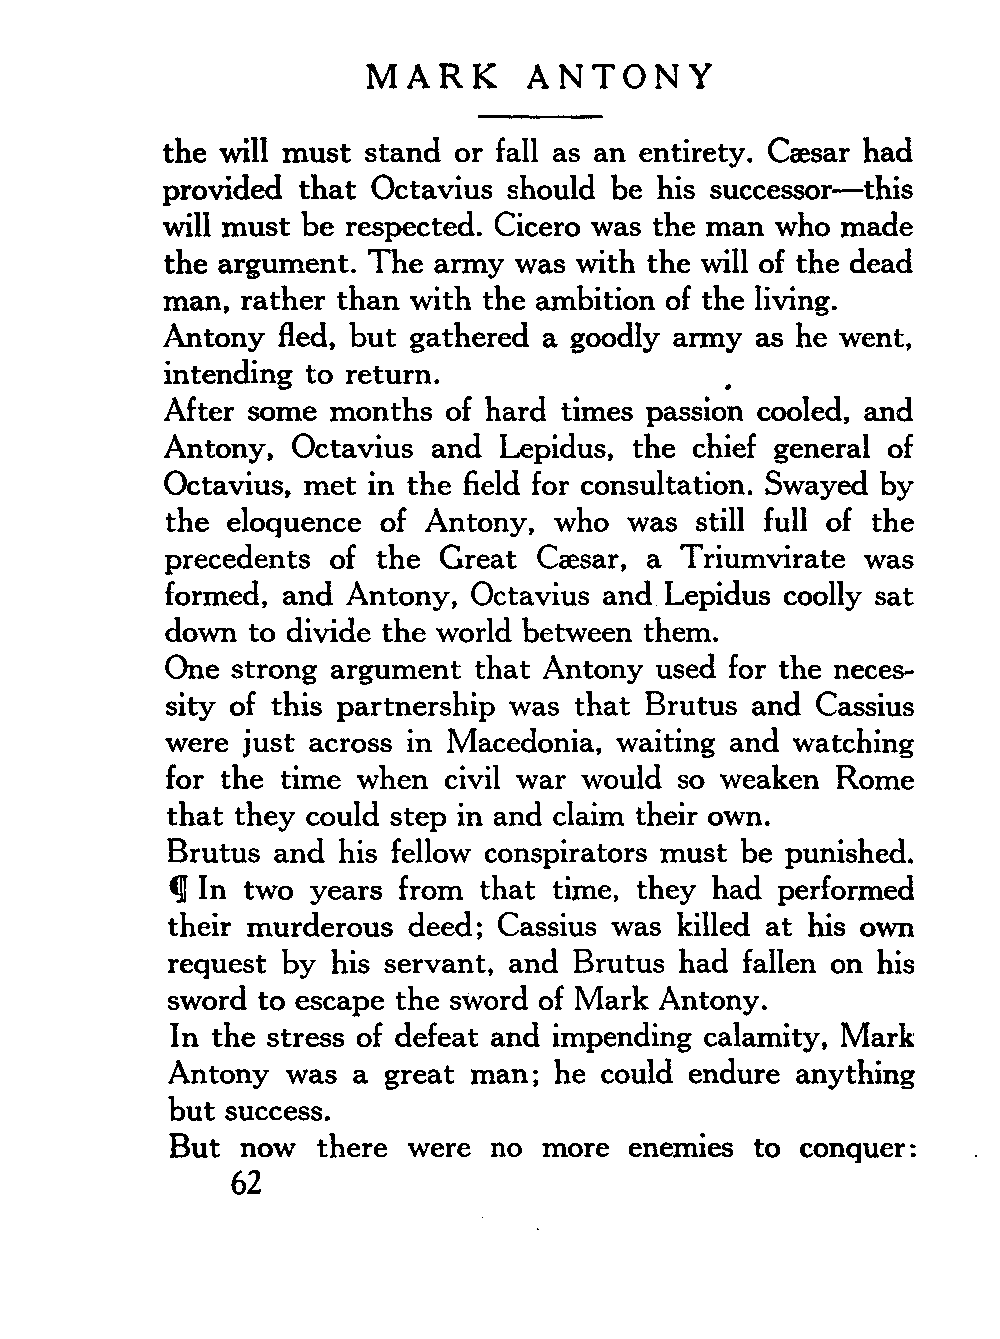 MARK ANTONY
the will must stand or fall as an entirety. Cæsar had
provided that Octavius should be his successor—this
will must be respected. Cicero was the man who made
the argument. The army was with the will of the dead
man, rather than with the ambition of the living.
Antony fled, but gathered a goodly army as he went,
intending to return.
After some months of hard times passion cooled, and
Antony, Octavius and Lepidus, the chief general of
Octavius, met in the field for consultation. Swayed by
the eloquence of Antony, who was still full of the
precedents of the Great Cæsar, a Triumvirate was
formed, and Antony, Octavius and Lepidus coolly sat
down to divide the world between them.
One strong argument that Antony used for the neces-
sity of this partnership was that Brutus and Cassius
were just across in Macedonia, waiting and watching
for the time when civil war would so weaken Rome
that they could step in and claim their own.
Brutus and his fellow conspirators must be punished.
¶ In two years from that time, they had performed
their murderous deed; Cassius was killed at his own
request by his servant, and Brutus had fallen on his
sword to escape the sword of Mark Antony.
In the stress of defeat and impending calamity, Mark
Antony was a great man; he could endure anything
but success.
But now there were no more enemies to conquer:
62